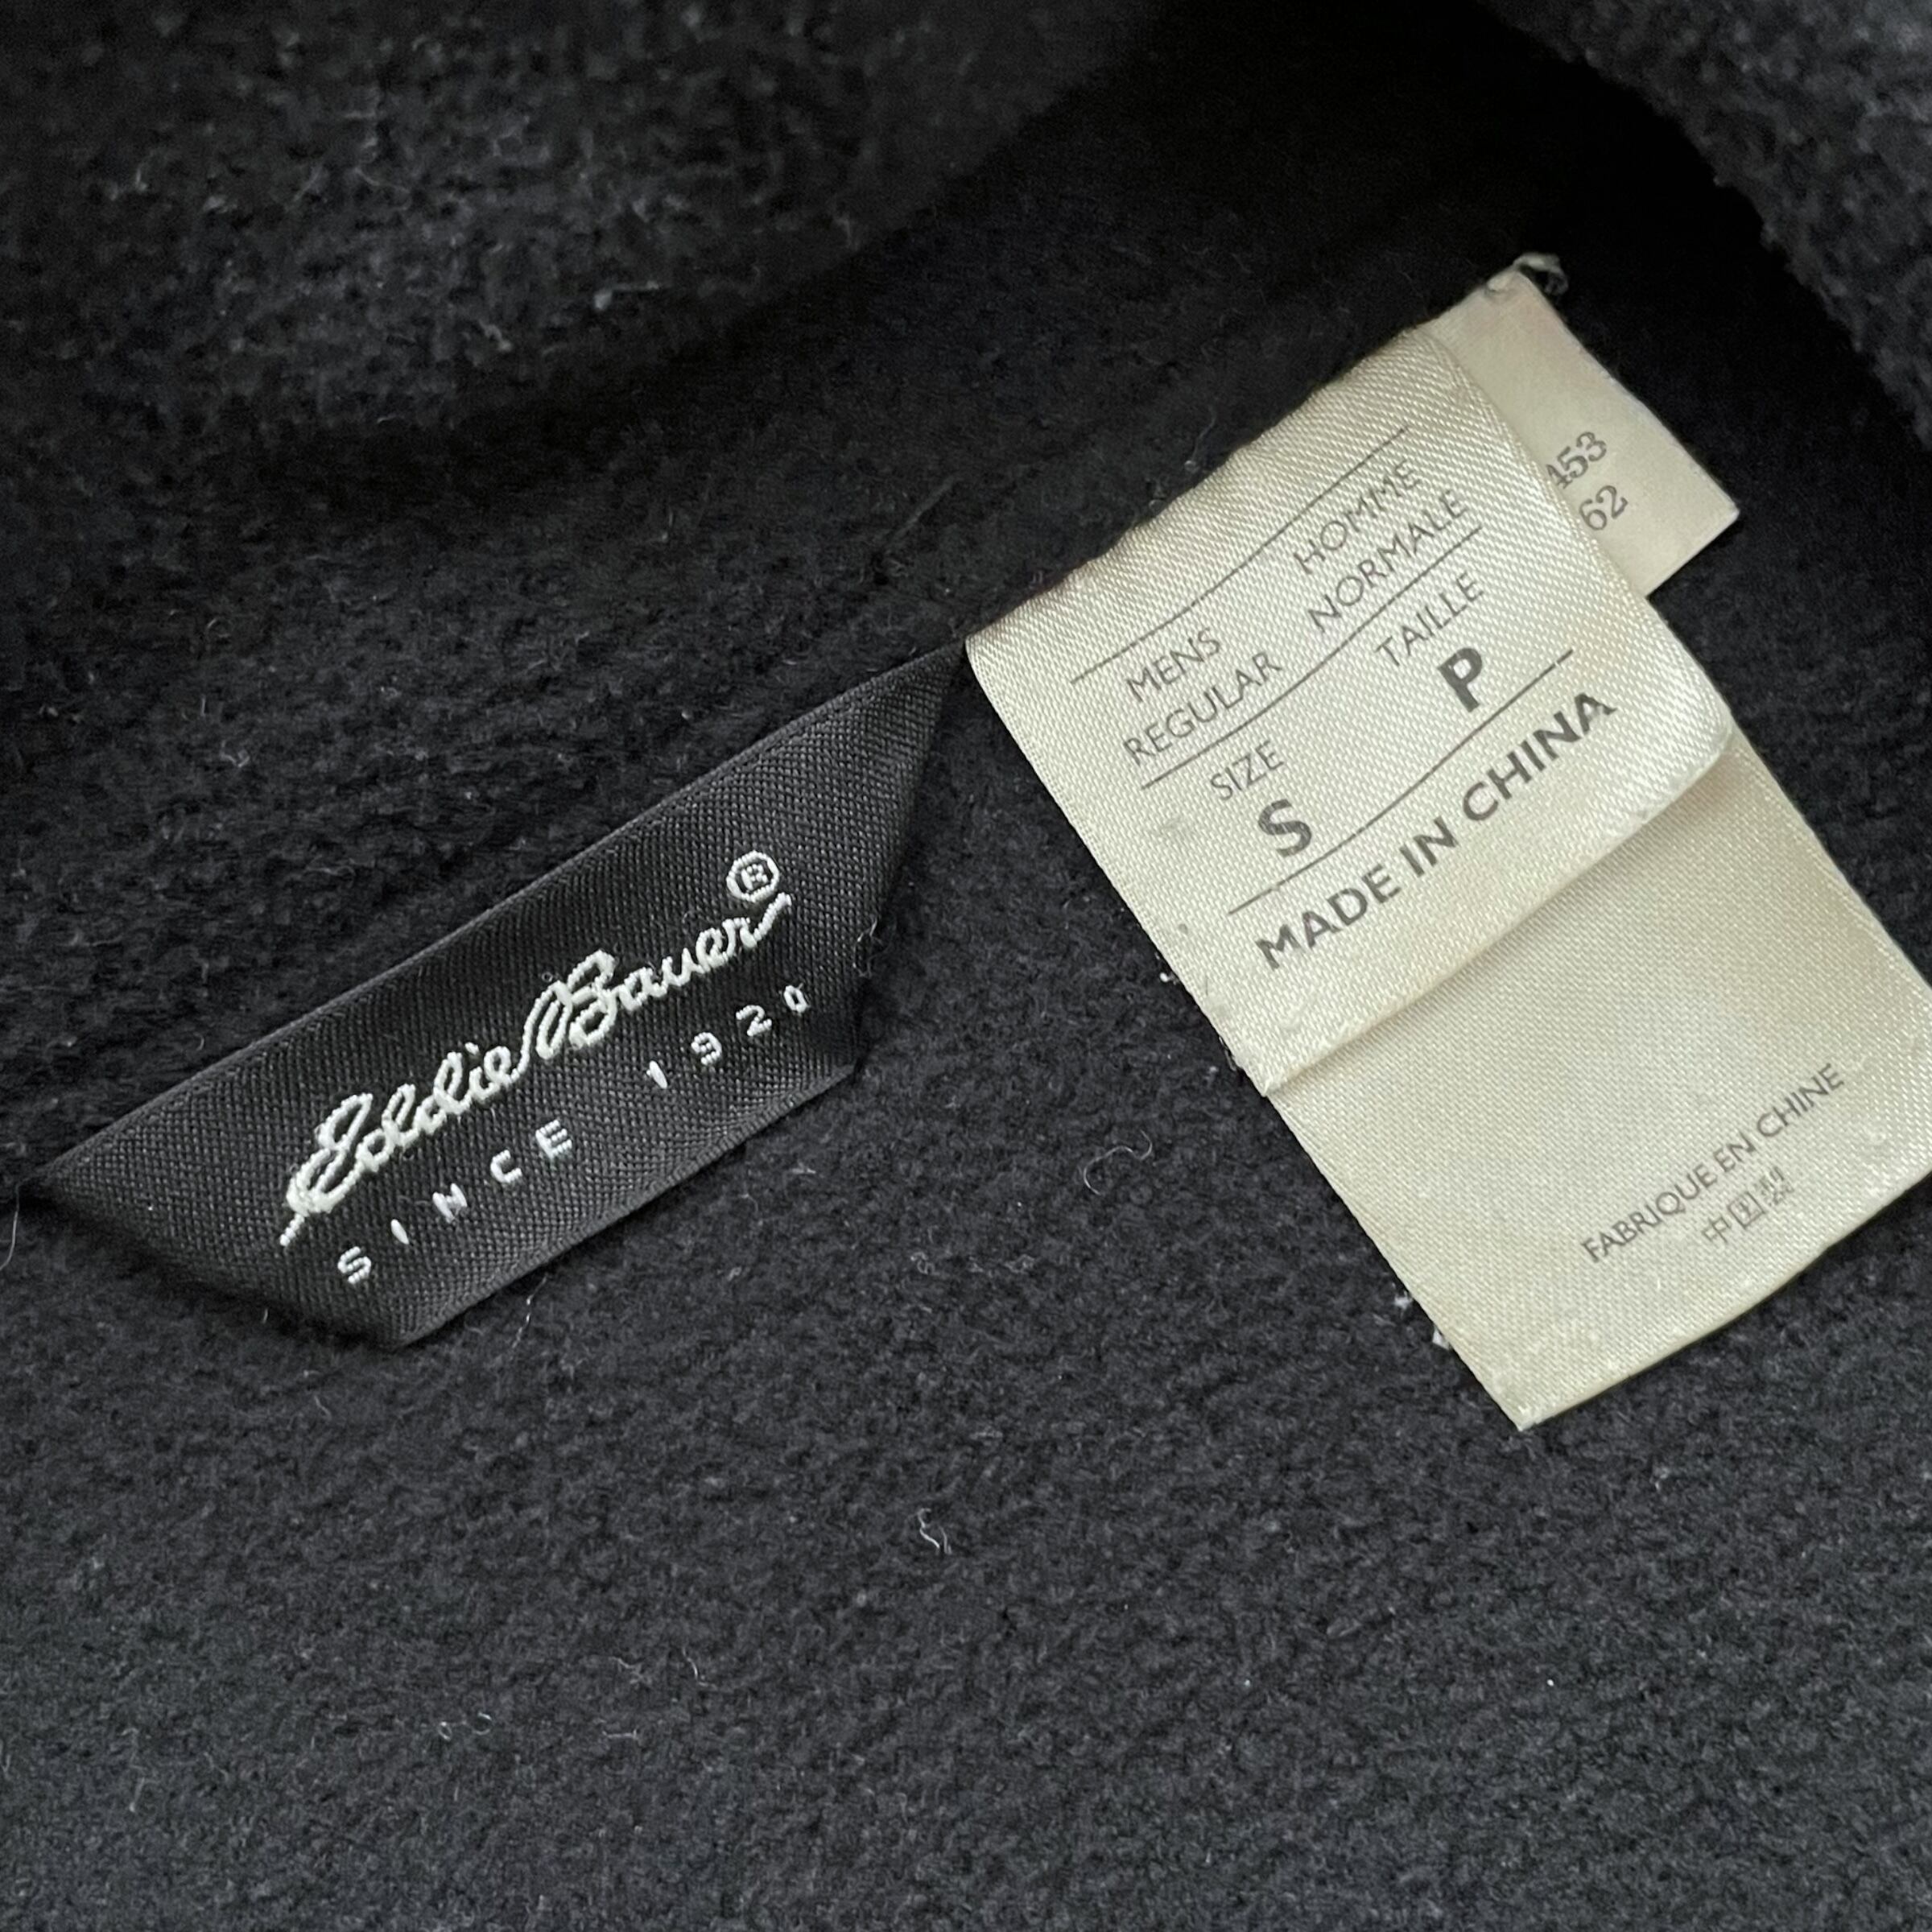 Eddie Bauer®
SINCE 1920
MEN'S HOMME
REGULAR NORMALE
SIZE TAILLE
S P
MADE IN CHINA
FABRIQUE EN CHINE
中国製
453
62